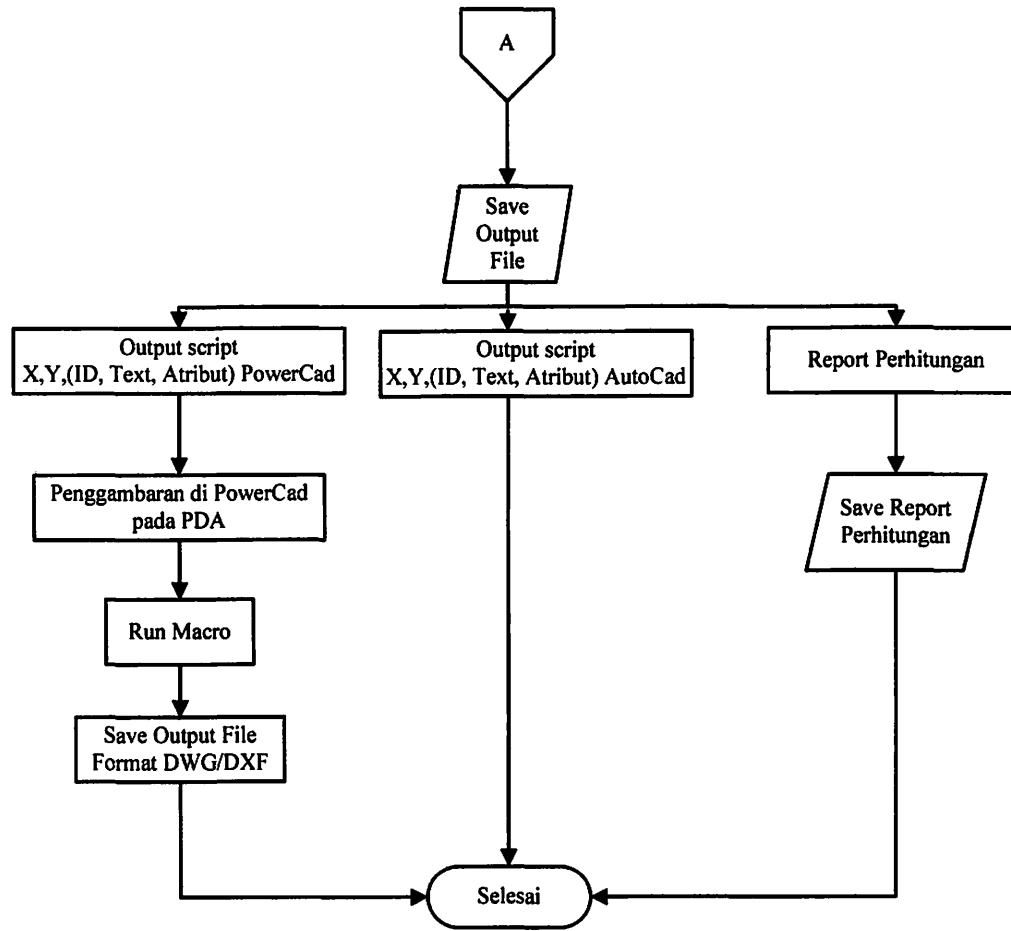 A
Save
Output
File
Output script
X,Y,(ID, Text, Atribut) PowerCad
Output script
X,Y,(ID, Text, Atribut) AutoCad
Report Perhitungan
Penggambaran di PowerCad
pada PDA
Save Report
Perhitungan
Run Macro
Save Output File
Format DWG/DXF
Selesai